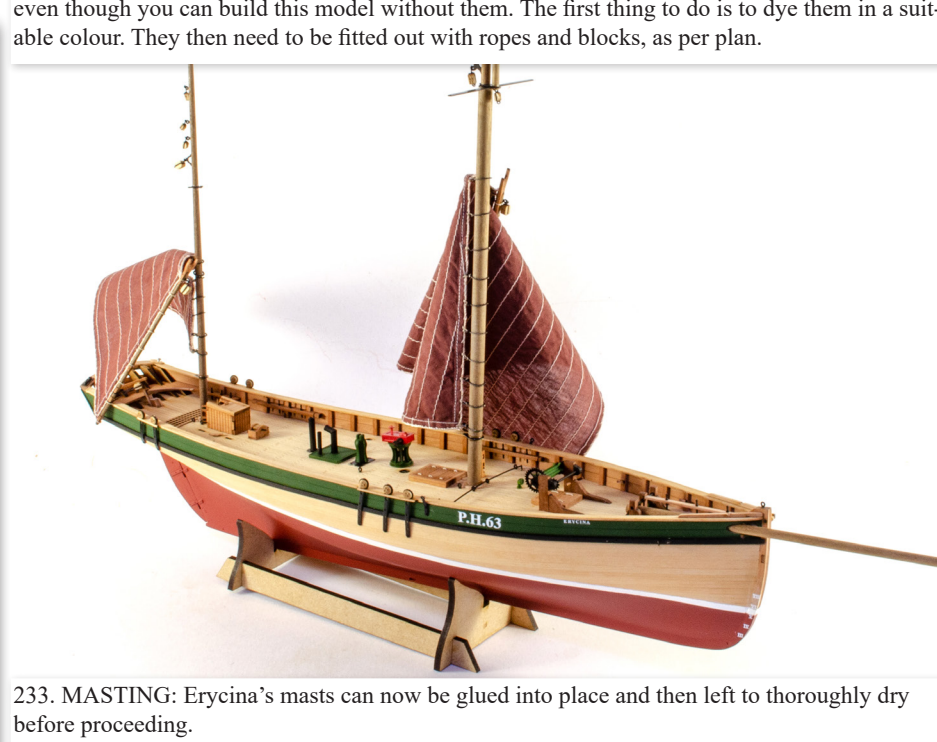 even though you can build this model without them. The first thing to do is to dye them in a suit-
able colour. They then need to be fitted out with ropes and blocks, as per plan.
P.H.63
ERYCINA
233. MASTING: Erycina’s masts can now be glued into place and then left to thoroughly dry
before proceeding.